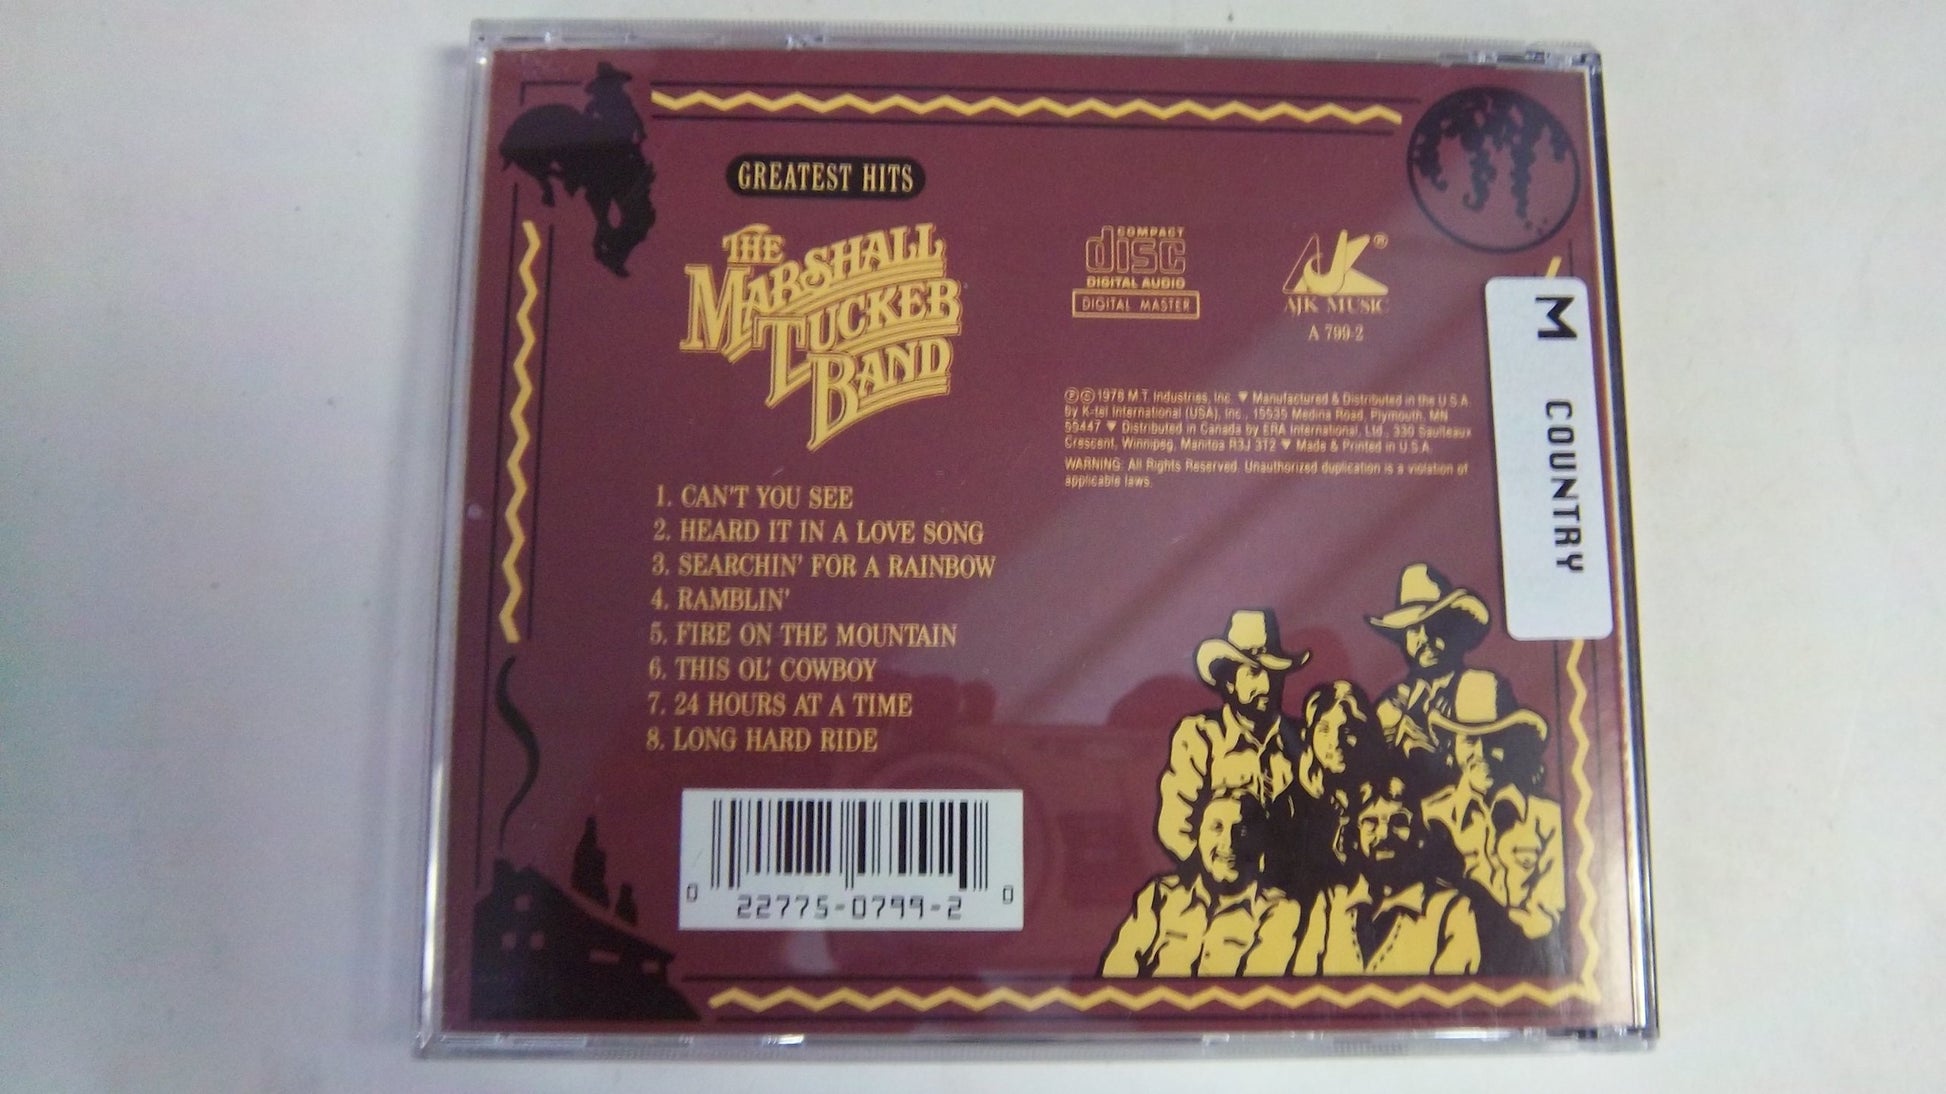 GREATEST HITS
THE
MARSHALL
TUCKER
BAND
COMPACT
disc
DIGITAL AUDIO
DIGITAL MASTER
AJK®
AJK MUSIC
A 799-2
℗©1978 M.T. Industries, Inc. ▼ Manufactured & Distributed in the U.S.A.
by K-tel International (USA), Inc., 15535 Medina Road, Plymouth, MN
55447 ▼ Distributed in Canada by ERA International, Ltd., 330 Saulteaux
Crescent, Winnipeg, Manitoa R3J 3T2 ▼ Made & Printed in U.S.A.
WARNING: All Rights Reserved. Unauthorized duplication is a violation of
applicable laws.
1. CAN'T YOU SEE
2. HEARD IT IN A LOVE SONG
3. SEARCHIN' FOR A RAINBOW
4. RAMBLIN'
5. FIRE ON THE MOUNTAIN
6. THIS OL' COWBOY
7. 24 HOURS AT A TIME
8. LONG HARD RIDE
0 22775-0799-2 0
M COUNTRY